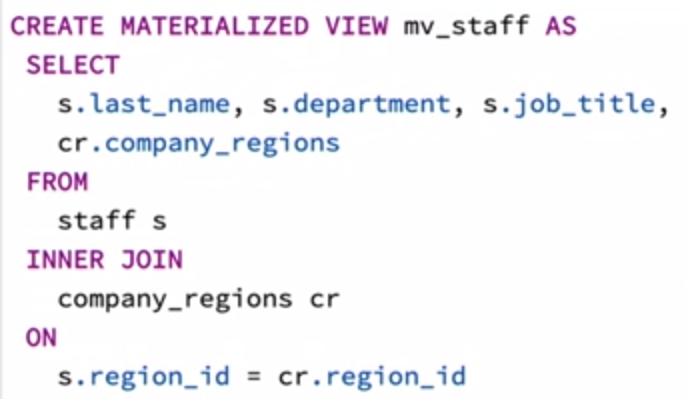 CREATE MATERIALIZED VIEW mv_staff AS
SELECT
s.last_name, s.department, s.job_title,
cr.company_regions
FROM
staff s
INNER JOIN
company_regions cr
ON
s.region_id = cr.region_id